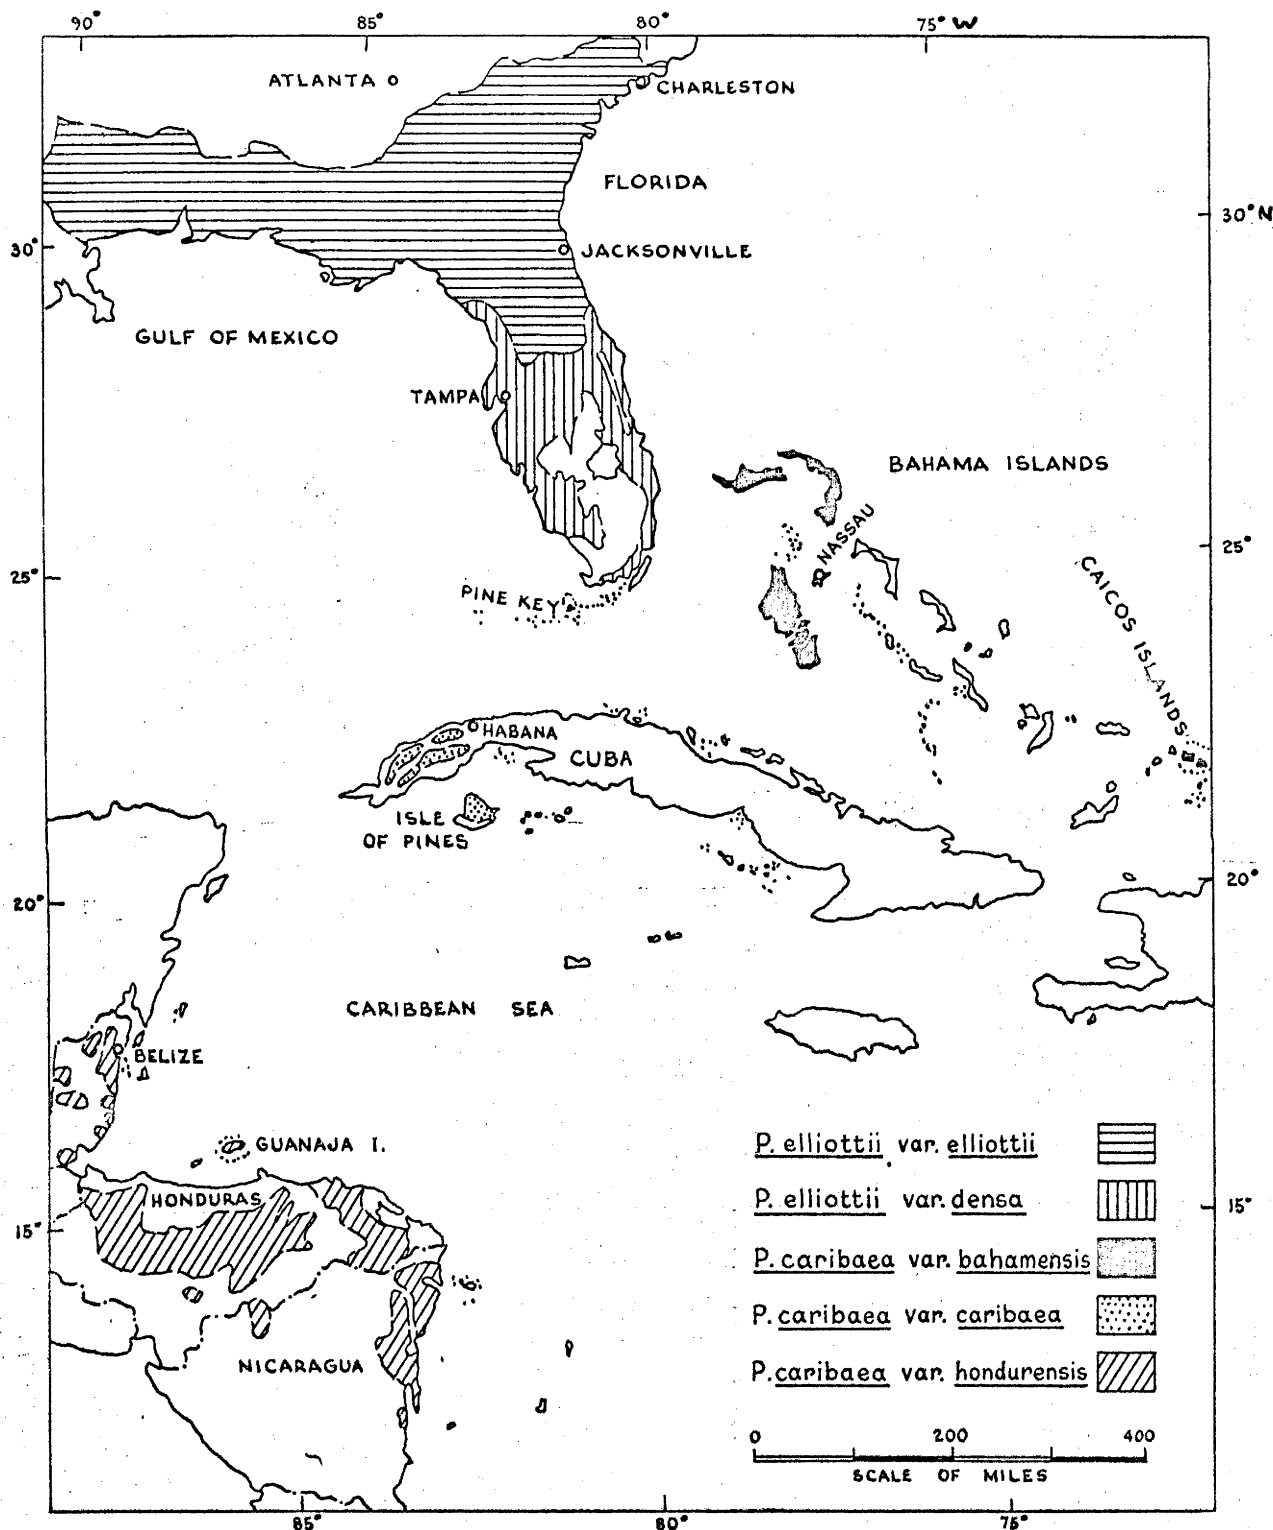 90° 85° 80° 75° W
ATLANTA
CHARLESTON
FLORIDA
30° N
30°
JACKSONVILLE
GULF OF MEXICO
TAMPA
BAHAMA ISLANDS
NASSAU
25°
25°
CAICOS ISLANDS
PINE KEY
HABANA
CUBA
ISLE
OF PINES
20°
20°
CARIBBEAN SEA
BELIZE
GUANAJA I.
HONDURAS
15°
15°
NICARAGUA
P. elliottii var. elliottii
P. elliottii var. densa
P. caribaea var. bahamensis
P. caribaea var. caribaea
P. caribaea var. hondurensis
0 200 400
SCALE OF MILES
85° 80° 75°